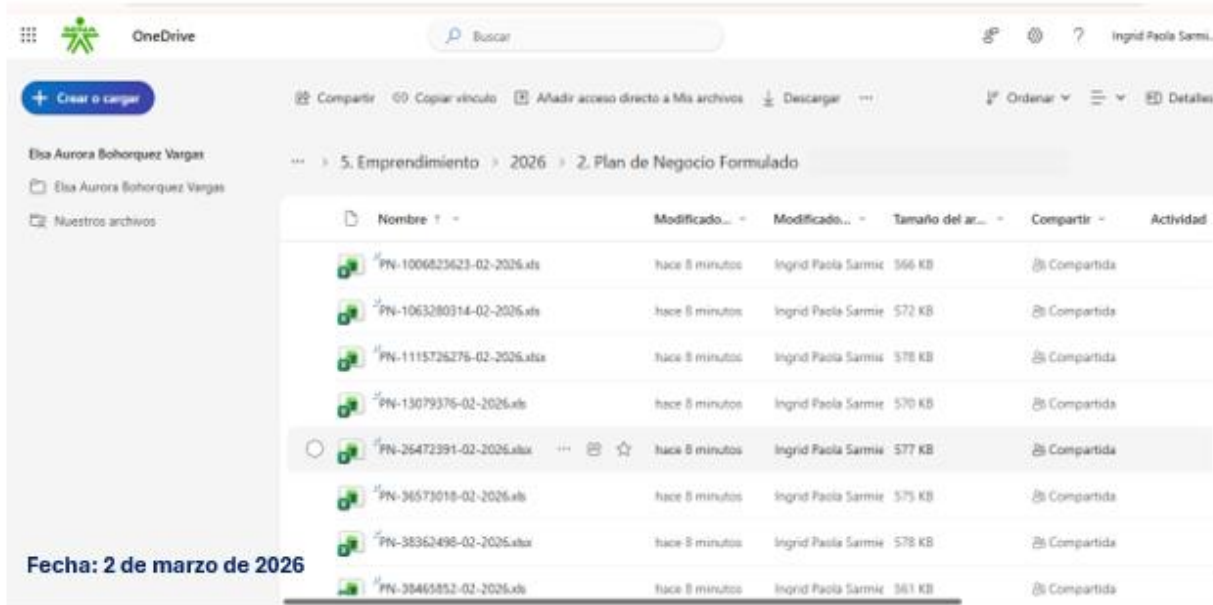 OneDrive
Buscar
Ingrid Paola Sarmi...
Crear o cargar
Compartir Copiar vínculo Añadir acceso directo a Mis archivos Descargar ... Ordenar Detalles
Elsa Aurora Bohorquez Vargas
Elsa Aurora Bohorquez Vargas
Nuestros archivos
... > 5. Emprendimiento > 2026 > 2. Plan de Negocio Formulado
Nombre ↑ Modificado... Modificado... Tamaño del ar... Compartir Actividad
PN-1006823623-02-2026.xls hace 8 minutos Ingrid Paola Sarmie 566 KB Compartida
PN-1063280314-02-2026.xls hace 8 minutos Ingrid Paola Sarmie 572 KB Compartida
PN-1115726276-02-2026.xlsx hace 8 minutos Ingrid Paola Sarmie 578 KB Compartida
PN-13079376-02-2026.xls hace 8 minutos Ingrid Paola Sarmie 570 KB Compartida
PN-26472391-02-2026.xlsx ... hace 8 minutos Ingrid Paola Sarmie 577 KB Compartida
PN-36573018-02-2026.xls hace 8 minutos Ingrid Paola Sarmie 575 KB Compartida
PN-38362498-02-2026.xlsx hace 8 minutos Ingrid Paola Sarmie 578 KB Compartida
PN-38465852-02-2026.xls hace 8 minutos Ingrid Paola Sarmie 561 KB Compartida
Fecha: 2 de marzo de 2026